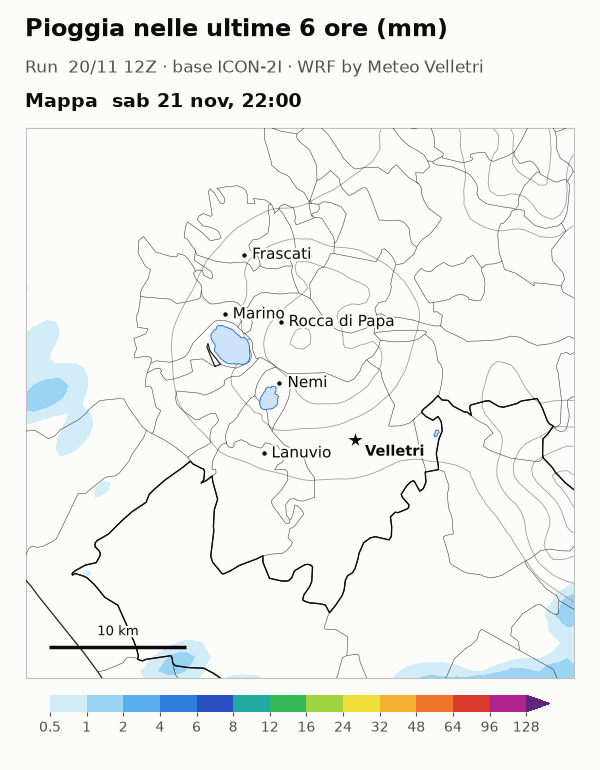 Pioggia nelle ultime 6 ore (mm)
Run 20/11 12Z · base ICON-2I · WRF by Meteo Velletri
Mappa sab 21 nov, 22:00
Frascati
Marino
Rocca di Papa
Nemi
Velletri
Lanuvio
10 km
0.5 1 2 4 6 8 12 16 24 32 48 64 96 128